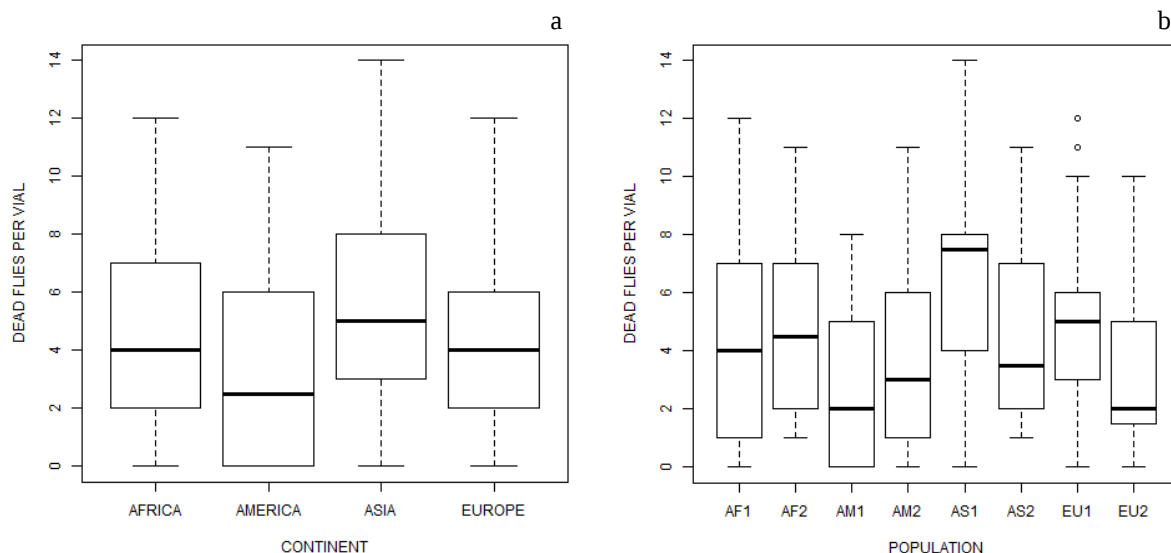 a
DEAD FLIES PER VIAL
14
12
10
8
6
4
2
0
AFRICA AMERICA ASIA EUROPE
CONTINENT
b
DEAD FLIES PER VIAL
14
12
10
8
6
4
2
0
AF1 AF2 AM1 AM2 AS1 AS2 EU1 EU2
POPULATION